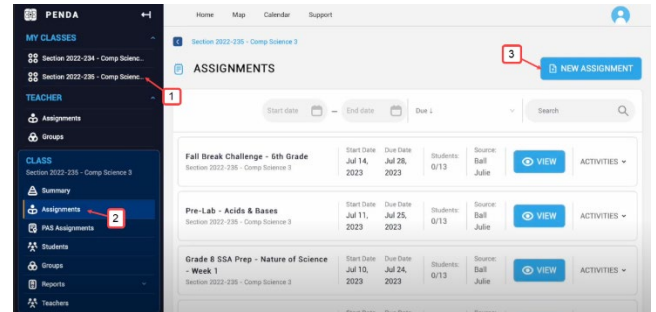 PENDA
Home Map Calendar Support
MY CLASSES
Section 2022-234 - Comp Scienc..
Section 2022-235 - Comp Scienc..
1
TEACHER
Assignments
Groups
CLASS
Section 2022-235 - Comp Science 3
Summary
Assignments
2
PAS Assignments
Students
Groups
Reports
Teachers
Section 2022-235 - Comp Science 3
ASSIGNMENTS
3
NEW ASSIGNMENT
Start date – End date Due ↓ Search
Fall Break Challenge - 6th Grade
Section 2022-235 - Comp Science 3
Start Date
Jul 14,
2023
Due Date
Jul 28,
2023
Students:
0/13
Source:
Ball
Julie
VIEW
ACTIVITIES
Pre-Lab - Acids & Bases
Section 2022-235 - Comp Science 3
Start Date
Jul 11,
2023
Due Date
Jul 25,
2023
Students:
0/13
Source:
Ball
Julie
VIEW
ACTIVITIES
Grade 8 SSA Prep - Nature of Science
- Week 1
Section 2022-235 - Comp Science 3
Start Date
Jul 10,
2023
Due Date
Jul 24,
2023
Students:
0/13
Source:
Ball
Julie
VIEW
ACTIVITIES